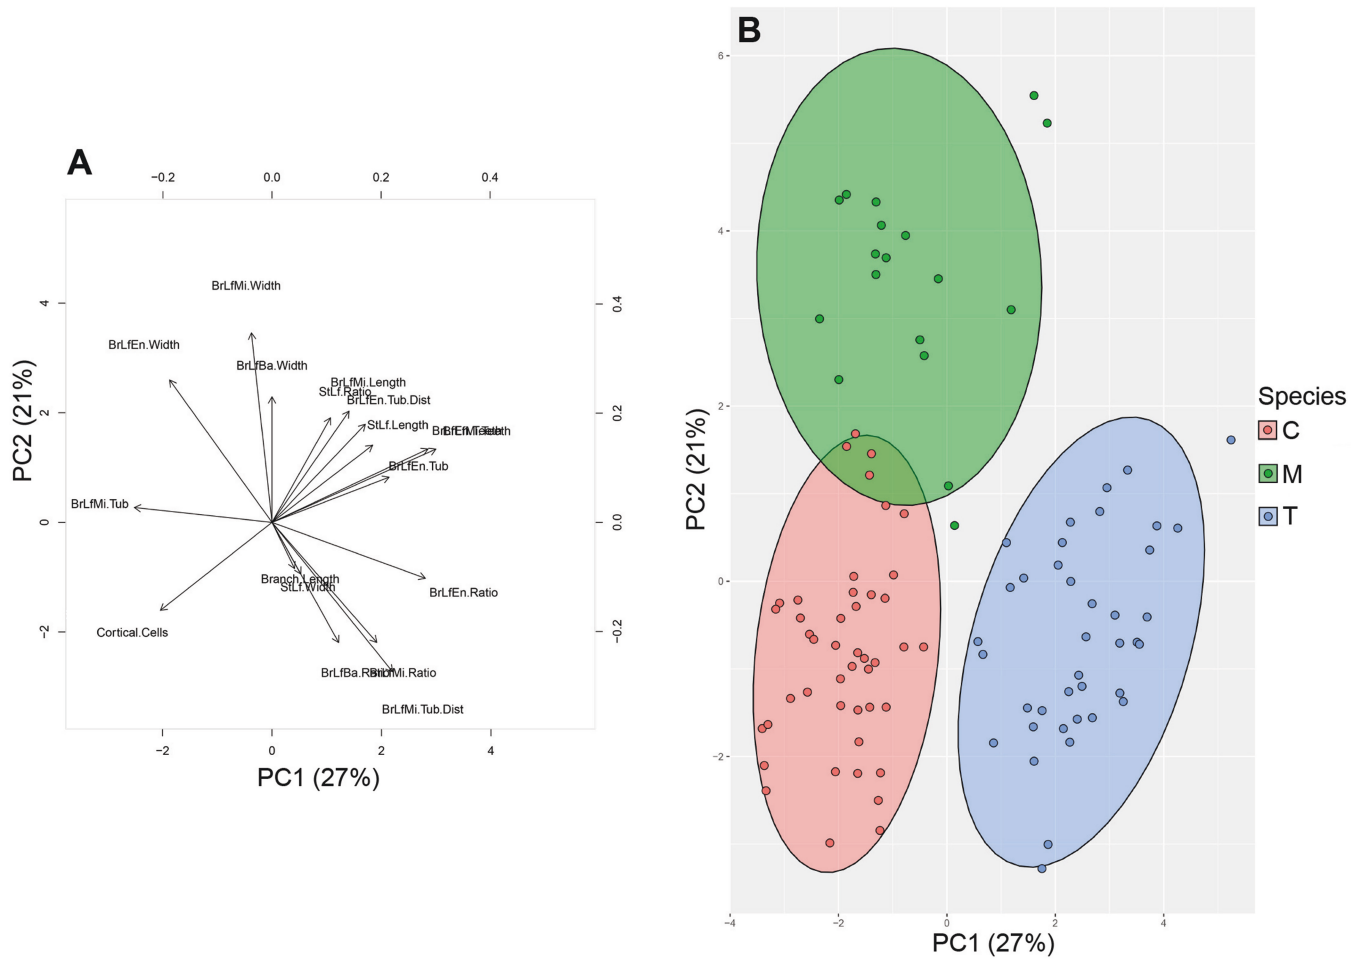 A
−0.2 0.0 0.2 0.4
BrLfMi.Width
BrLfEn.Width
BrLfBa.Width
BrLfMi.Length
StLf.Ratio
BrLfEn.Tub.Dist
StLf.Length
BrLfEn.Tub
BrLfMi.Tub
Branch.Length
StLf.Width
BrLfEn.Ratio
Cortical.Cells
BrLfBa.Ratio
BrLfMi.Ratio
BrLfMi.Tub.Dist
4
2
0
−2
0.4
0.2
0.0
−0.2
−2 0 2 4
PC1 (27%)
PC2 (21%)
B
6
4
2
0
−2
−4 −2 0 2 4
PC1 (27%)
PC2 (21%)
Species
C
M
T